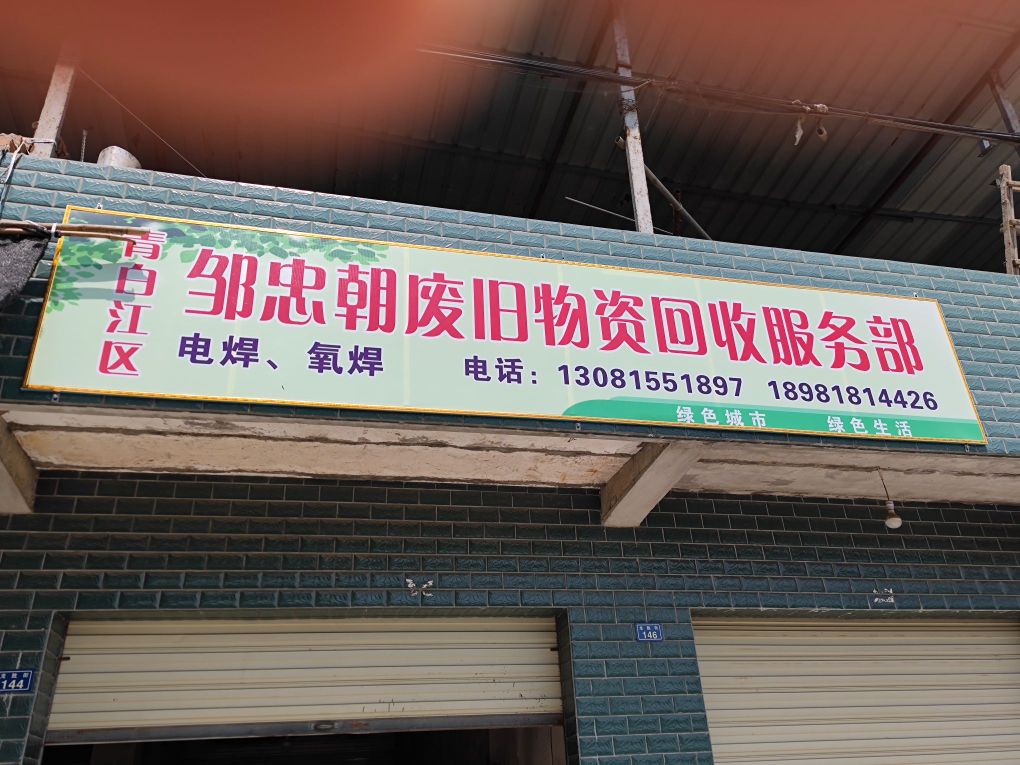 青白江区
邹忠朝废旧物资回收服务部
电焊、氧焊 电话：13081551897 18981814426
绿色城市 绿色生活
146
144